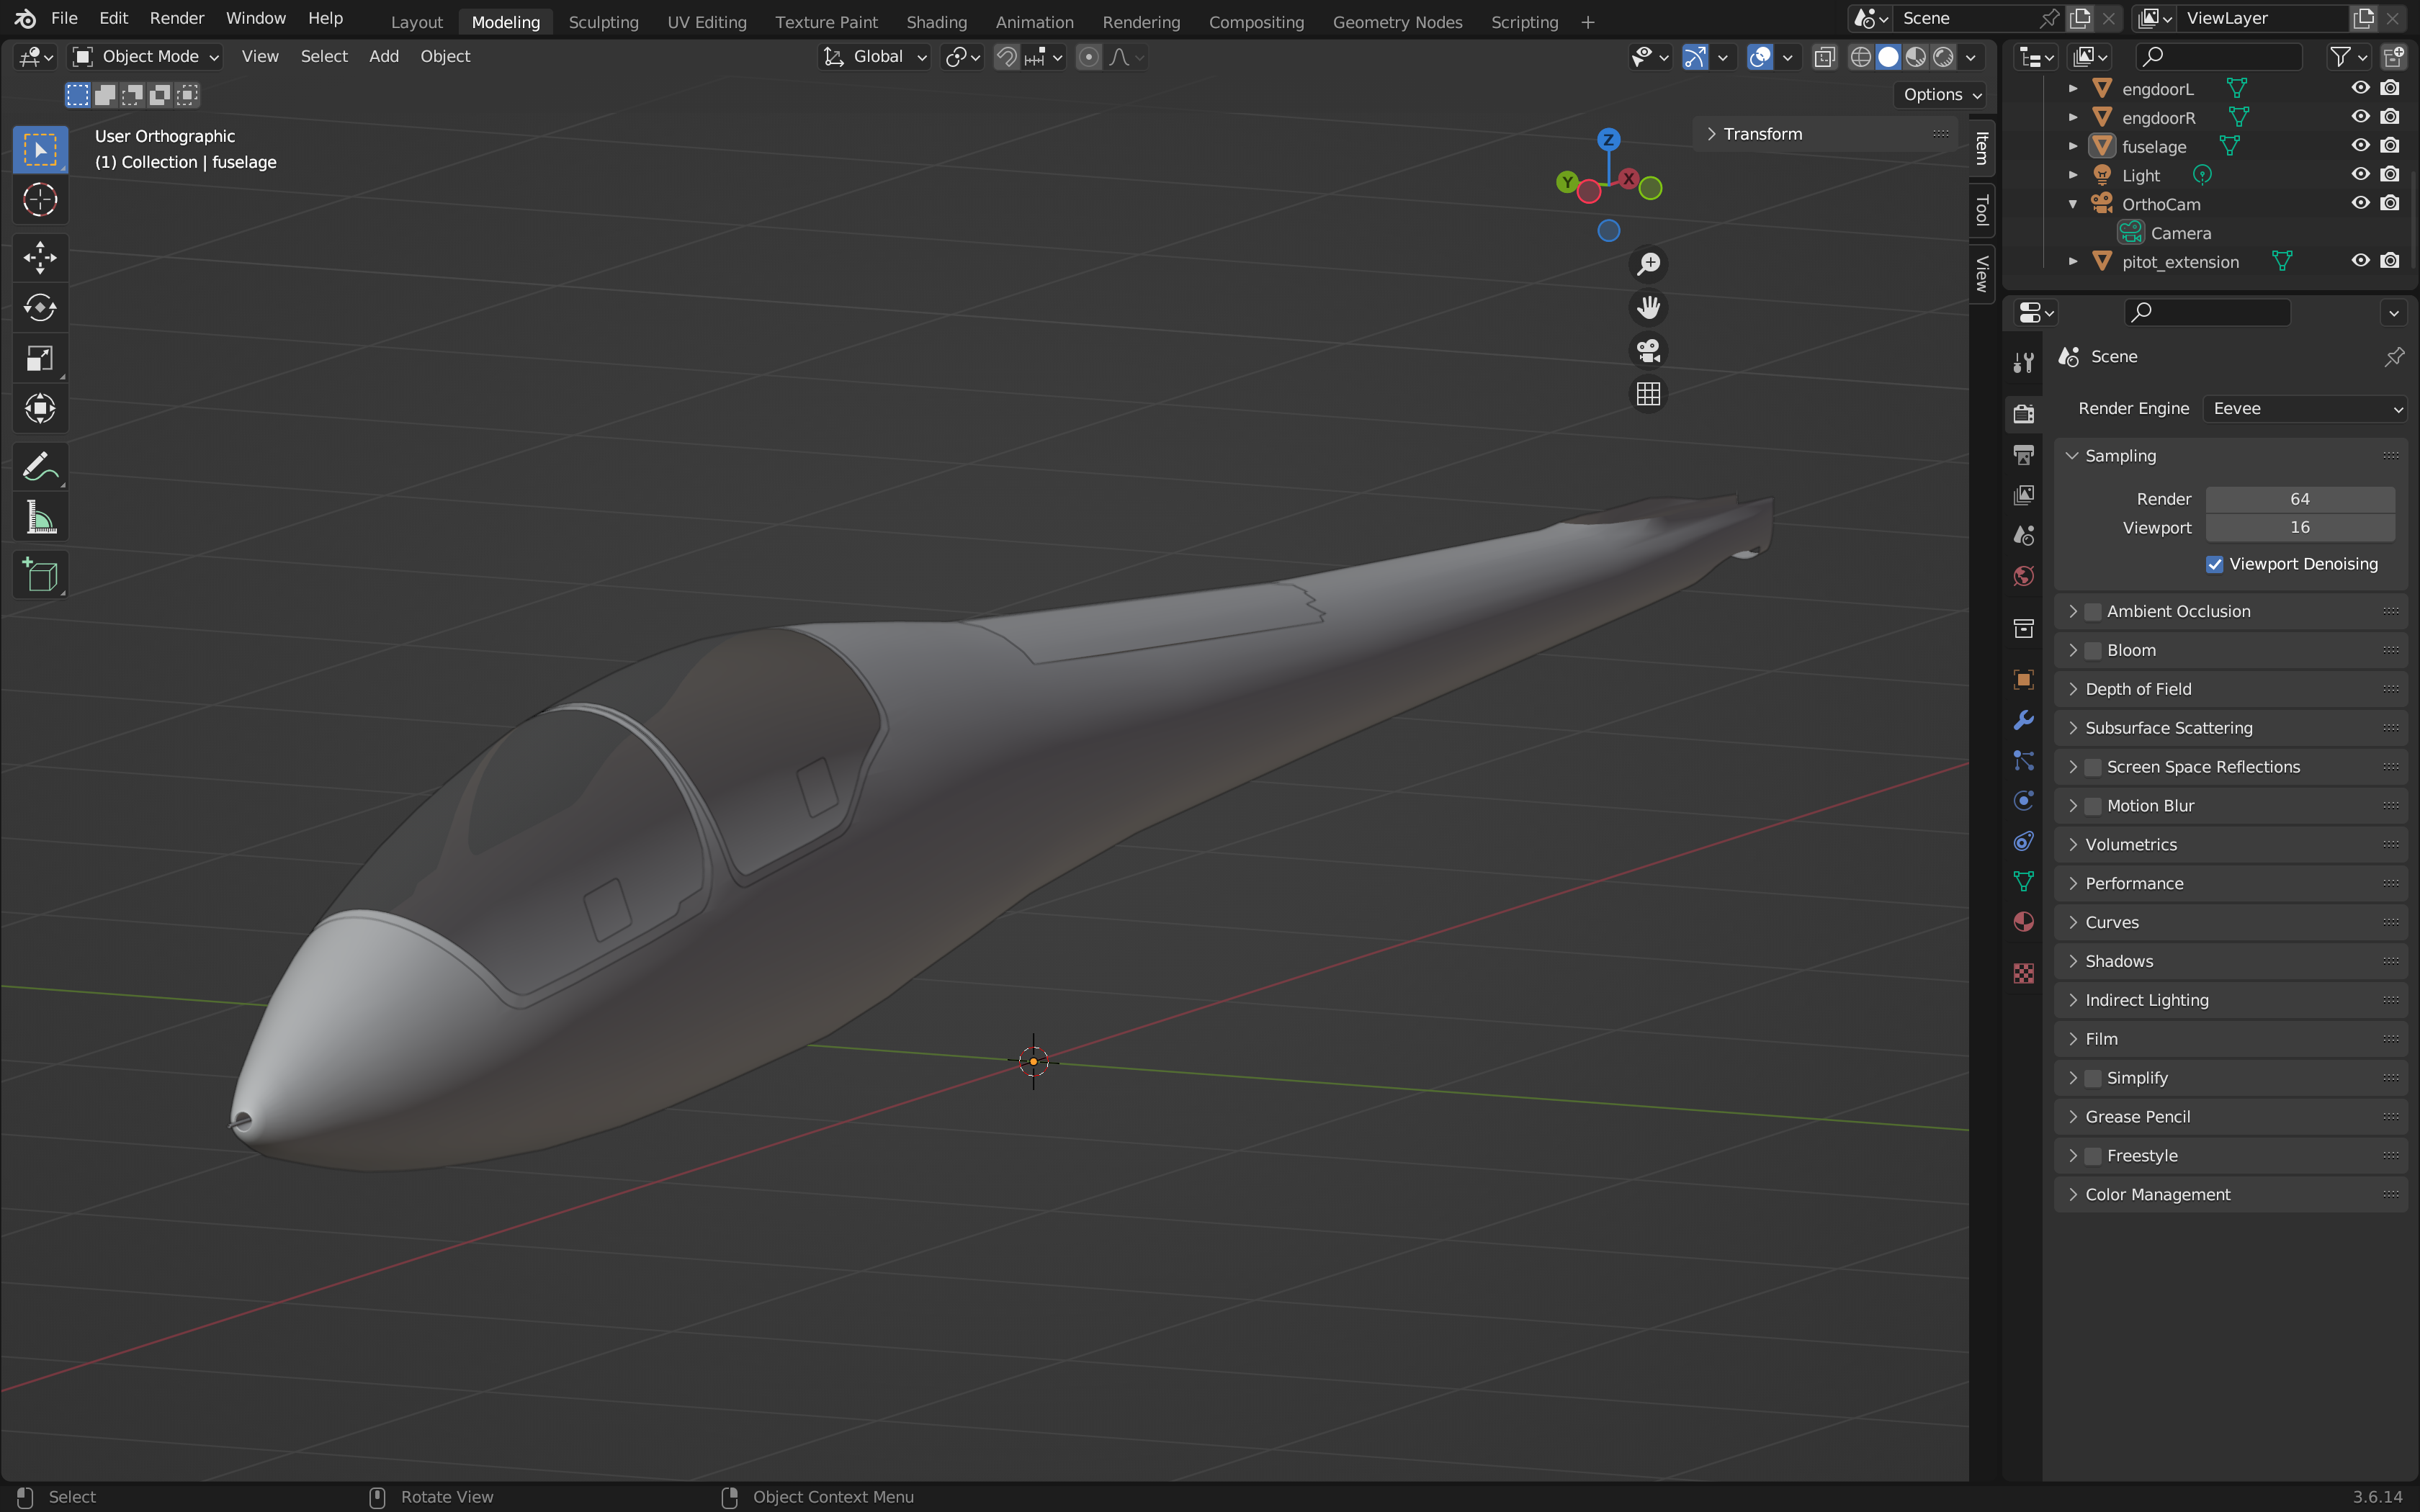 File Edit Render Window Help
Layout Modeling Sculpting UV Editing Texture Paint Shading Animation Rendering Compositing Geometry Nodes Scripting +
Scene
ViewLayer
Object Mode View Select Add Object
Global
Options
User Orthographic
(1) Collection | fuselage
Transform
Item
Tool
View
Z
Y
X
engdoorL
engdoorR
fuselage
Light
OrthoCam
Camera
pitot_extension
Scene
Render Engine Eevee
Sampling
Render 64
Viewport 16
Viewport Denoising
Ambient Occlusion
Bloom
Depth of Field
Subsurface Scattering
Screen Space Reflections
Motion Blur
Volumetrics
Performance
Curves
Shadows
Indirect Lighting
Film
Simplify
Grease Pencil
Freestyle
Color Management
Select Rotate View Object Context Menu 3.6.14